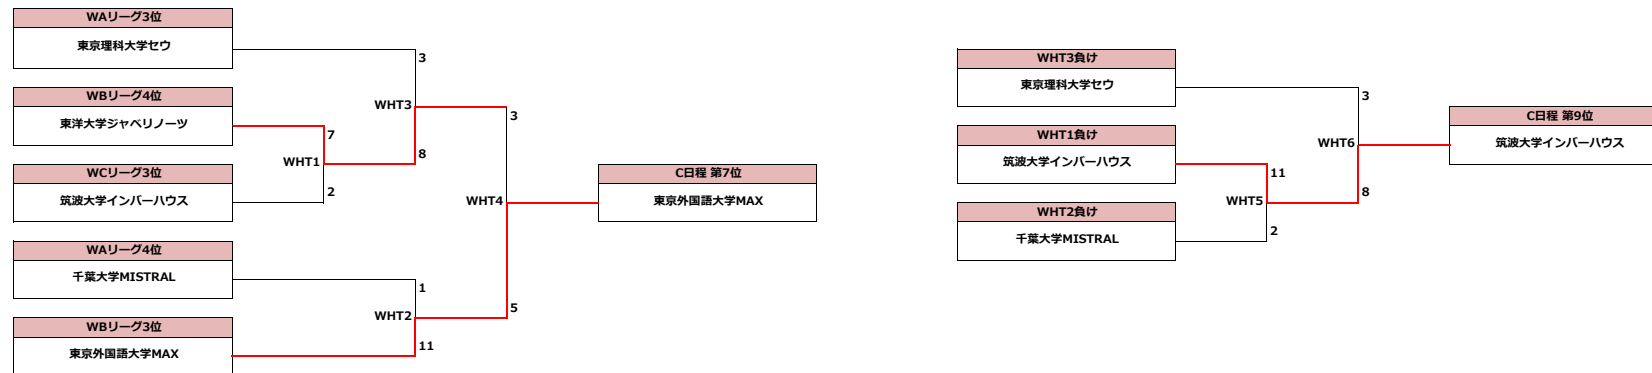 WAリーグ3位
東京理科大学セウ
3
WBリーグ4位
WHT3
東洋大学ジャベリノーツ
3
7
8
WHT1
WCリーグ3位
2
筑波大学インバーハウス
C日程 第7位
WHT4
東京外国語大学MAX
WAリーグ4位
千葉大学MISTRAL
1
5
WHT2
WBリーグ3位
11
東京外国語大学MAX
WHT3負け
東京理科大学セウ
3
C日程 第9位
WHT1負け
WHT6
筑波大学インバーハウス
筑波大学インバーハウス
11
8
WHT5
WHT2負け
2
千葉大学MISTRAL